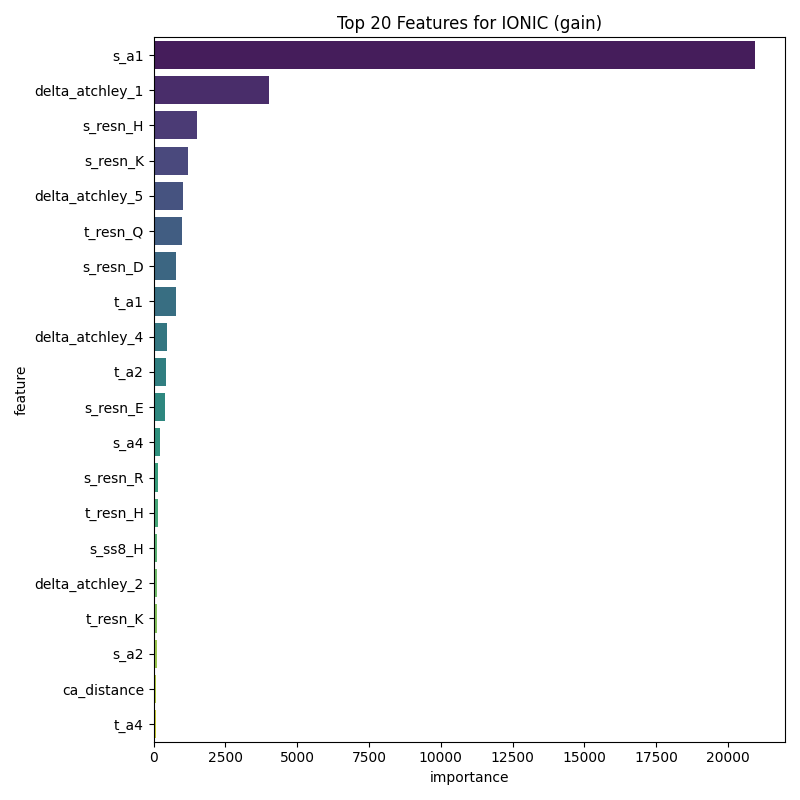 Top 20 Features for IONIC (gain)
s_a1
delta_atchley_1
s_resn_H
s_resn_K
delta_atchley_5
t_resn_Q
s_resn_D
t_a1
delta_atchley_4
t_a2
s_resn_E
s_a4
s_resn_R
t_resn_H
s_ss8_H
delta_atchley_2
t_resn_K
s_a2
ca_distance
t_a4
feature
0 2500 5000 7500 10000 12500 15000 17500 20000
importance